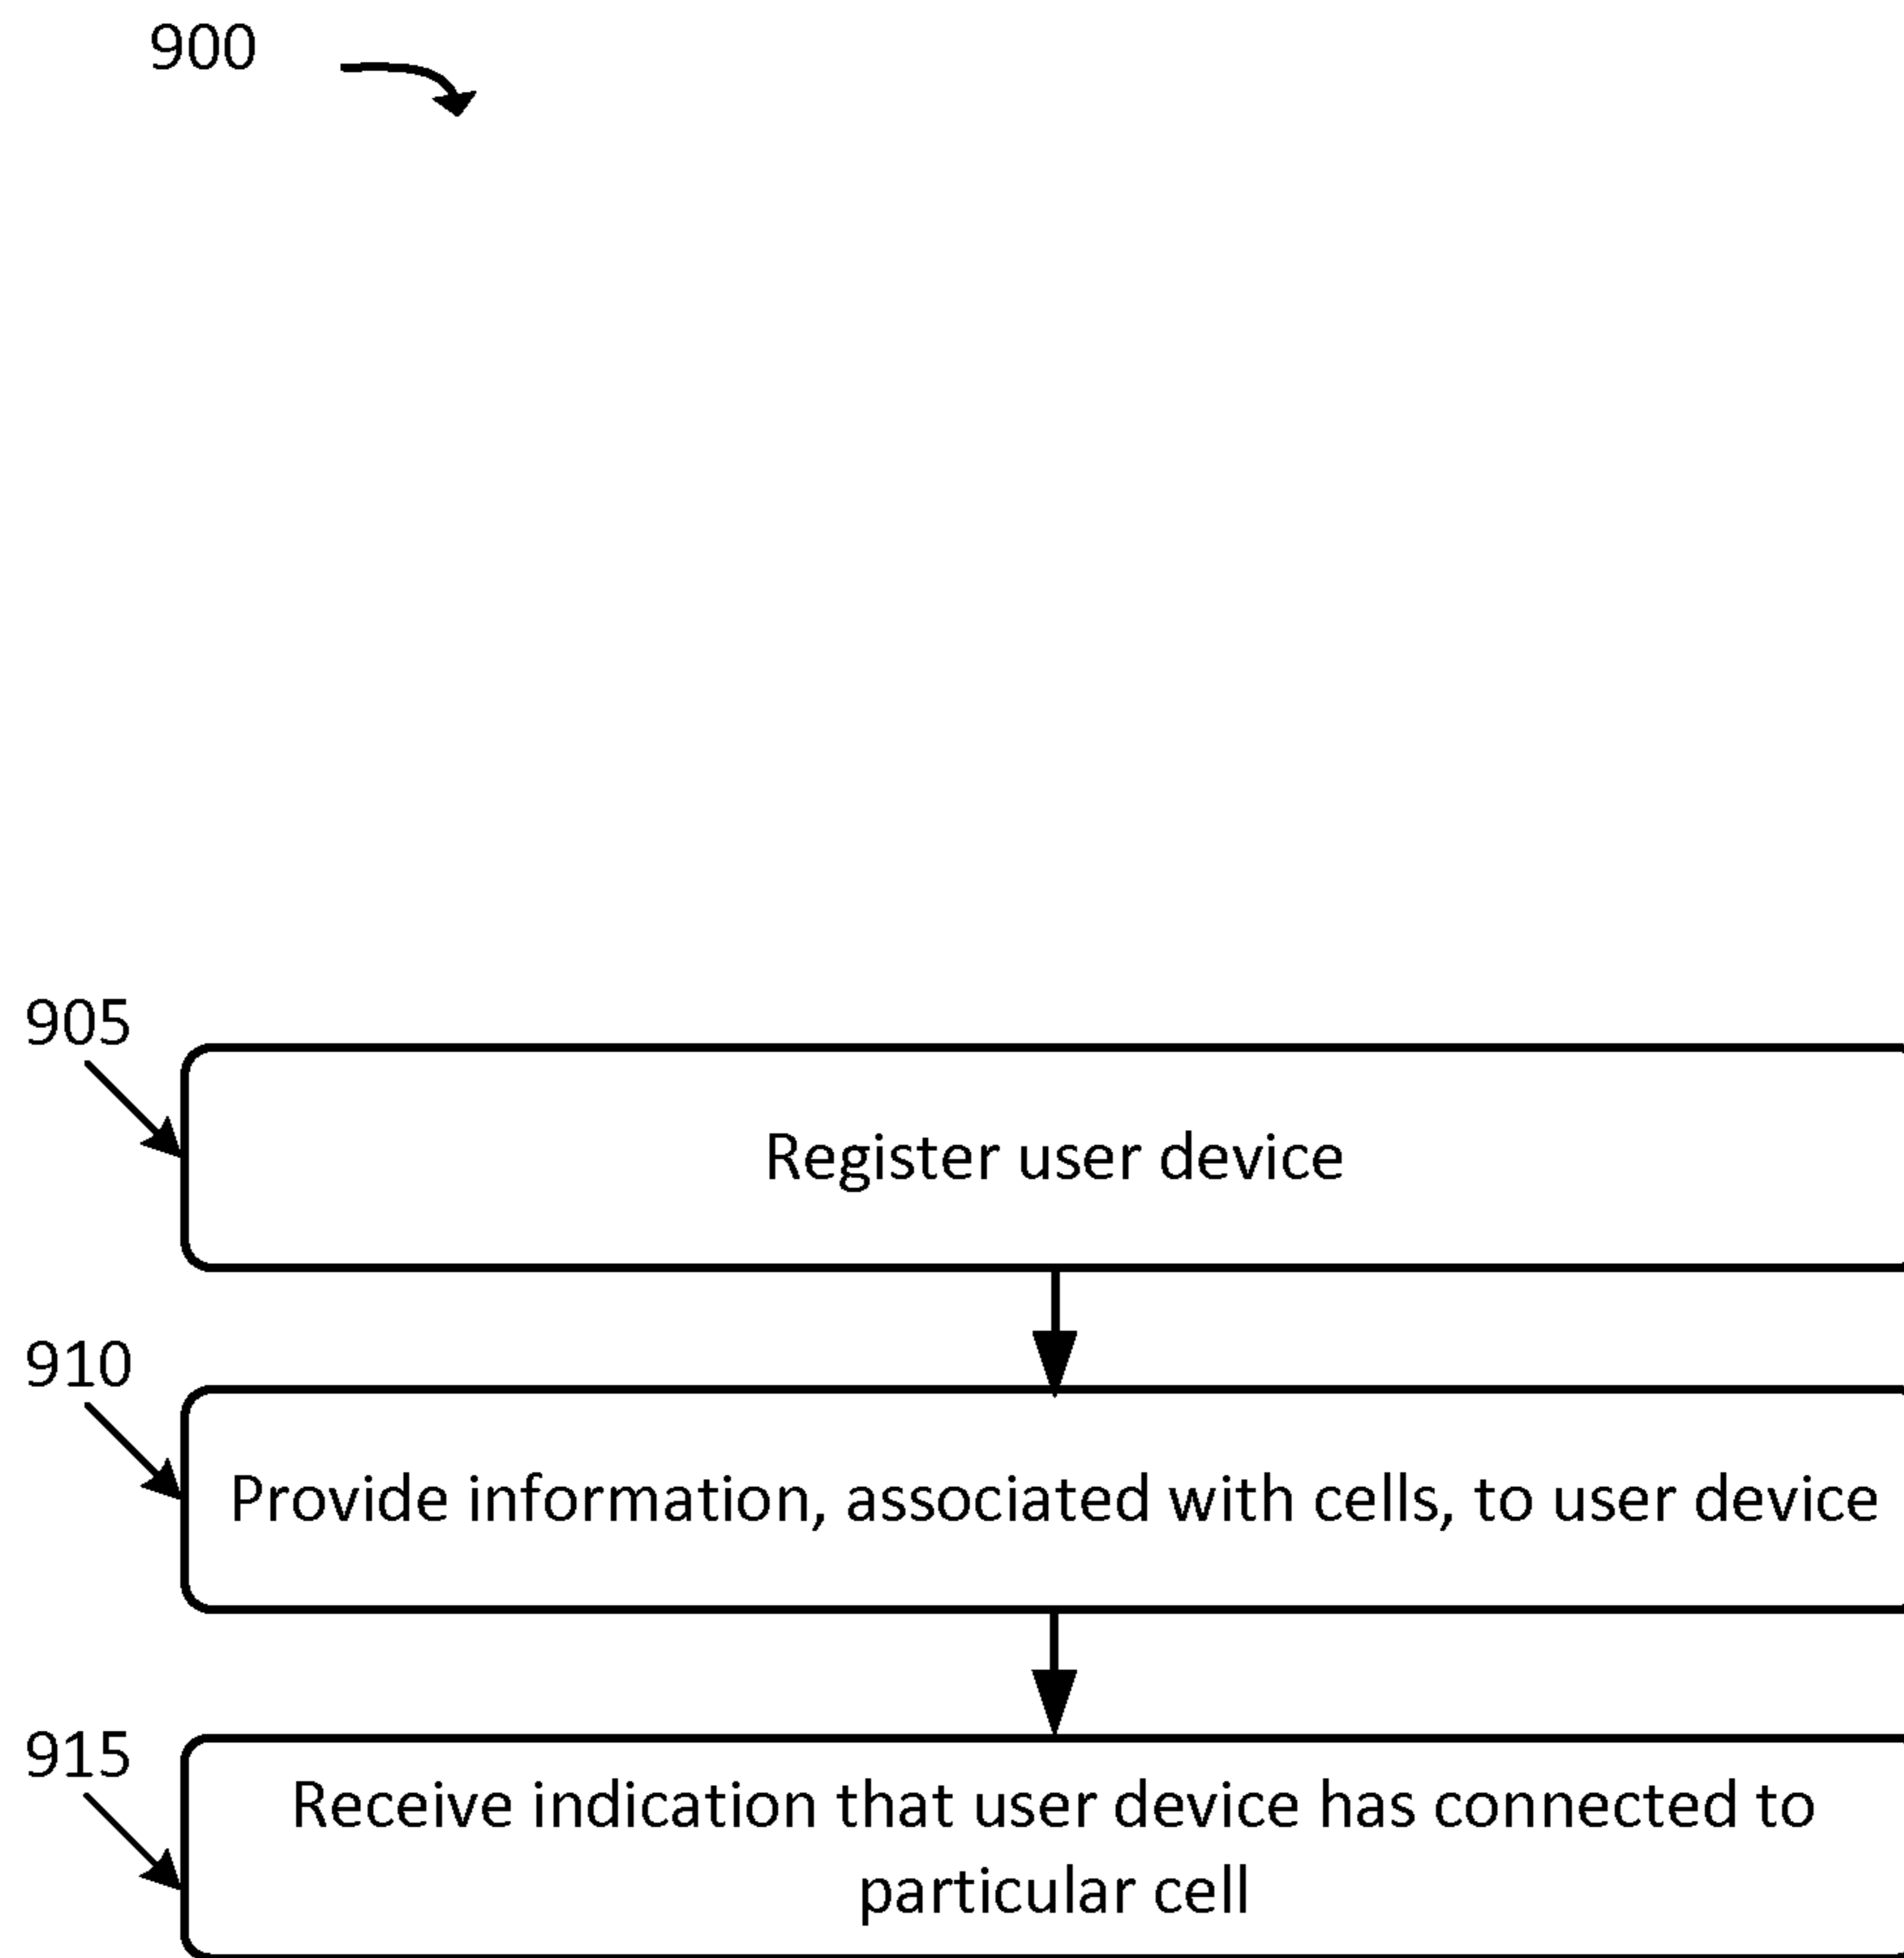 900
905
Register user device
910
Provide information, associated with cells, to user device
915
Receive indication that user device has connected to
particular cell